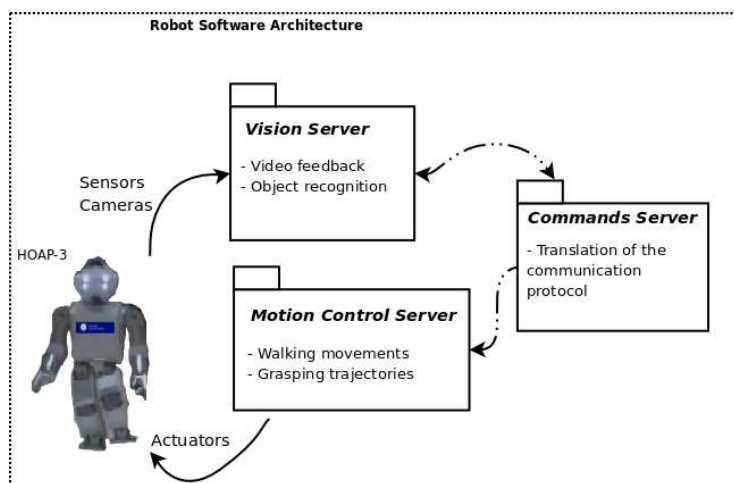 Robot Software Architecture
Vision Server
- Video feedback
- Object recognition
Sensors
Cameras
Commands Server
- Translation of the
communication
protocol
HOAP-3
Motion Control Server
- Walking movements
- Grasping trajectories
Actuators